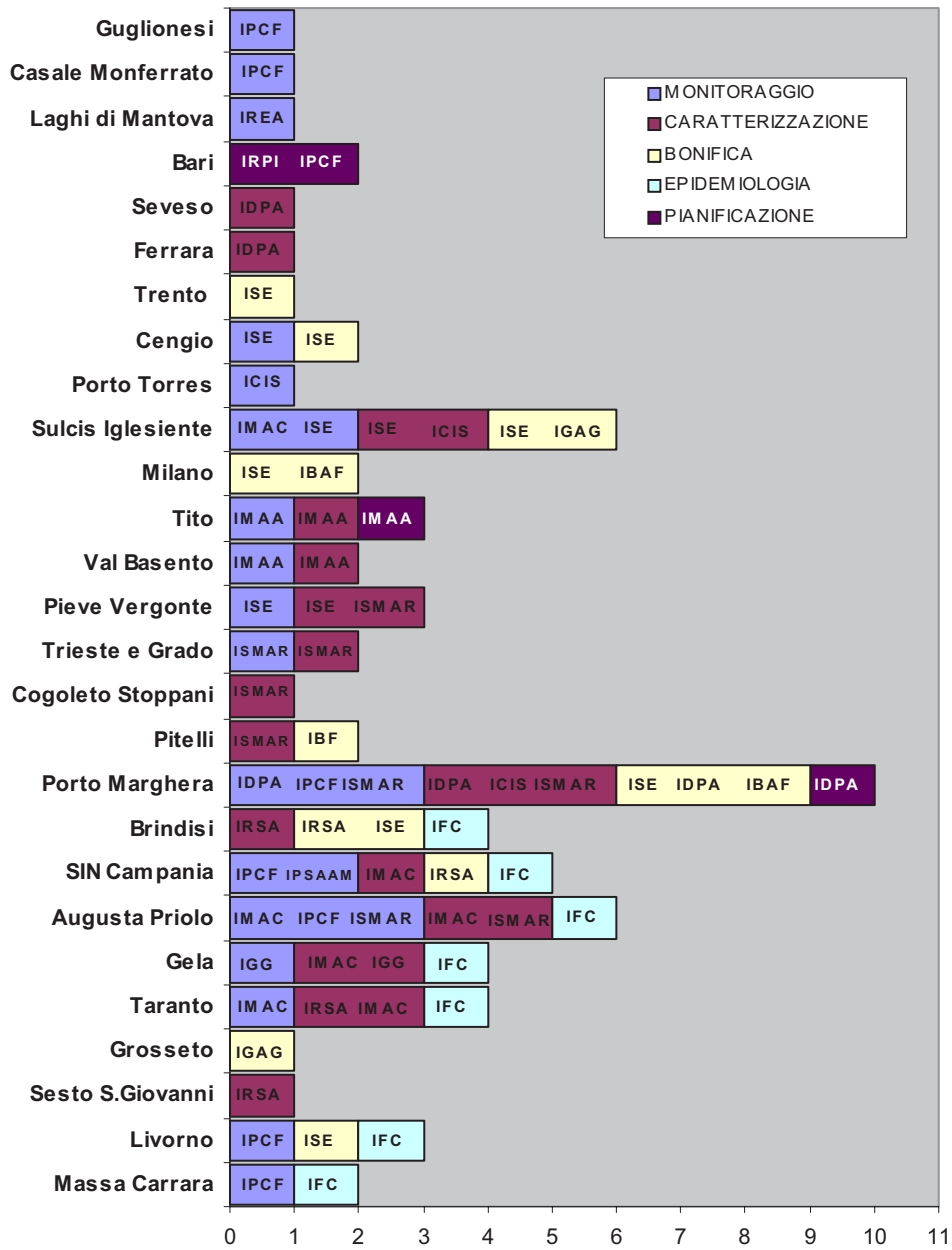 Guglionesi IPCF
Casale Monferrato IPCF
MONITORAGGIO
Laghi di Mantova IREA
CARATTERIZZAZIONE
BONIFICA
Bari IRPI IPCF
EPIDEMIOLOGIA
Seveso IDPA
PIANIFICAZIONE
Ferrara IDPA
Trento ISE
Cengio ISE ISE
Porto Torres ICIS
Sulcis Iglesiente IMAC ISE ISE ICIS ISE IGAG
Milano ISE IBAF
Tito IMAA IMAA IMAA
Val Basento IMAA IMAA
Pieve Vergonte ISE ISE ISMAR
Trieste e Grado ISMAR ISMAR
Cogoleto Stoppani ISMAR
Pitelli ISMAR IBF
Porto Marghera IDPA IPCF ISMAR IDPA ICIS ISMAR ISE IDPA IBAF IDPA
Brindisi IRSA IRSA ISE IFC
SIN Campania IPCF IPSAAM IMAC IRSA IFC
Augusta Priolo IMAC IPCF ISMAR IMAC ISMAR IFC
Gela IGG IMAC IGG IFC
Taranto IMAC IRSA IMAC IFC
Grosseto IGAG
Sesto S.Giovanni IRSA
Livorno IPCF ISE IFC
Massa Carrara IPCF IFC
0 1 2 3 4 5 6 7 8 9 10 11